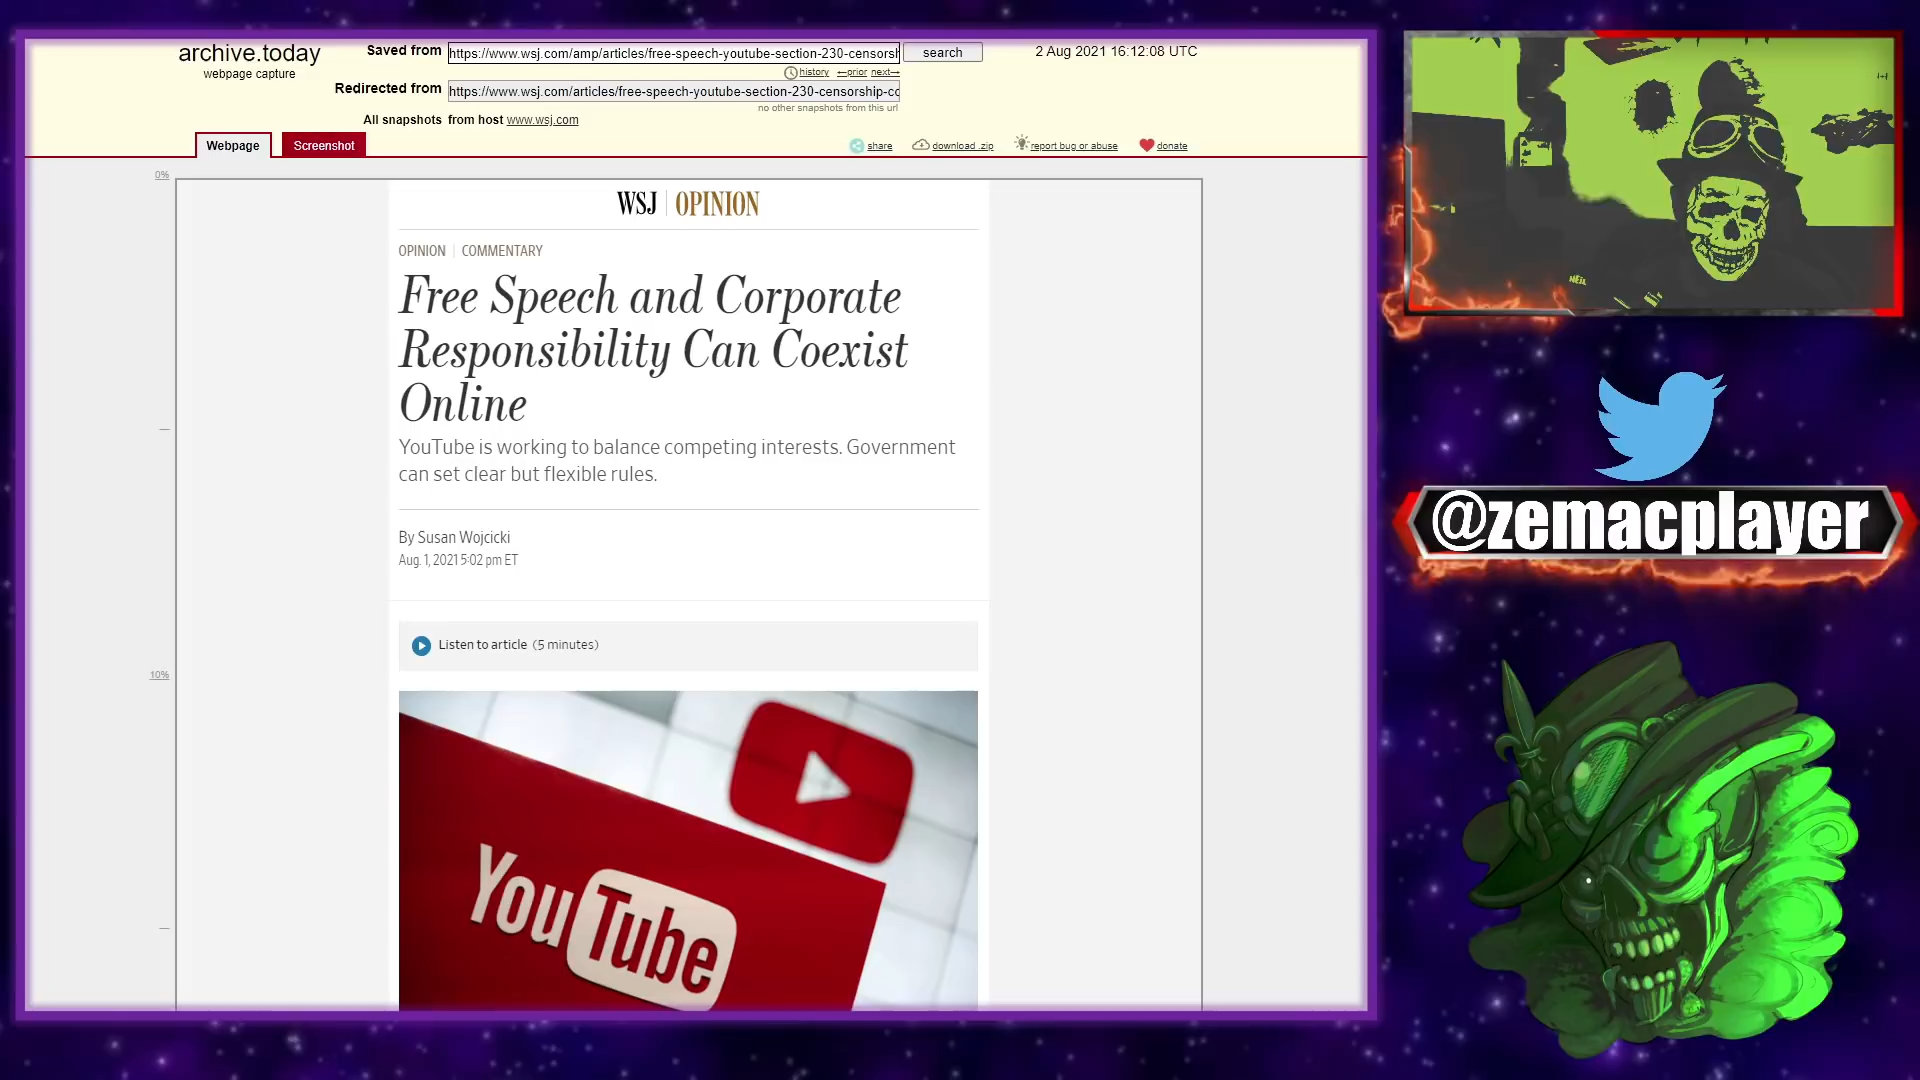 archive.today
webpage capture
Saved from
https://www.wsj.com/amp/articles/free-speech-youtube-section-230-censorsh
search
2 Aug 2021 16:12:08 UTC
history ←prior next→
Redirected from
https://www.wsj.com/articles/free-speech-youtube-section-230-censorship-co
no other snapshots from this url
All snapshots from host www.wsj.com
Webpage
Screenshot
share
download .zip
report bug or abuse
donate
0%
WSJ | OPINION
OPINION | COMMENTARY
Free Speech and Corporate
Responsibility Can Coexist
Online
YouTube is working to balance competing interests. Government
can set clear but flexible rules.
By Susan Wojcicki
Aug. 1, 2021 5:02 pm ET
Listen to article (5 minutes)
10%
YouTube
@zemacplayer